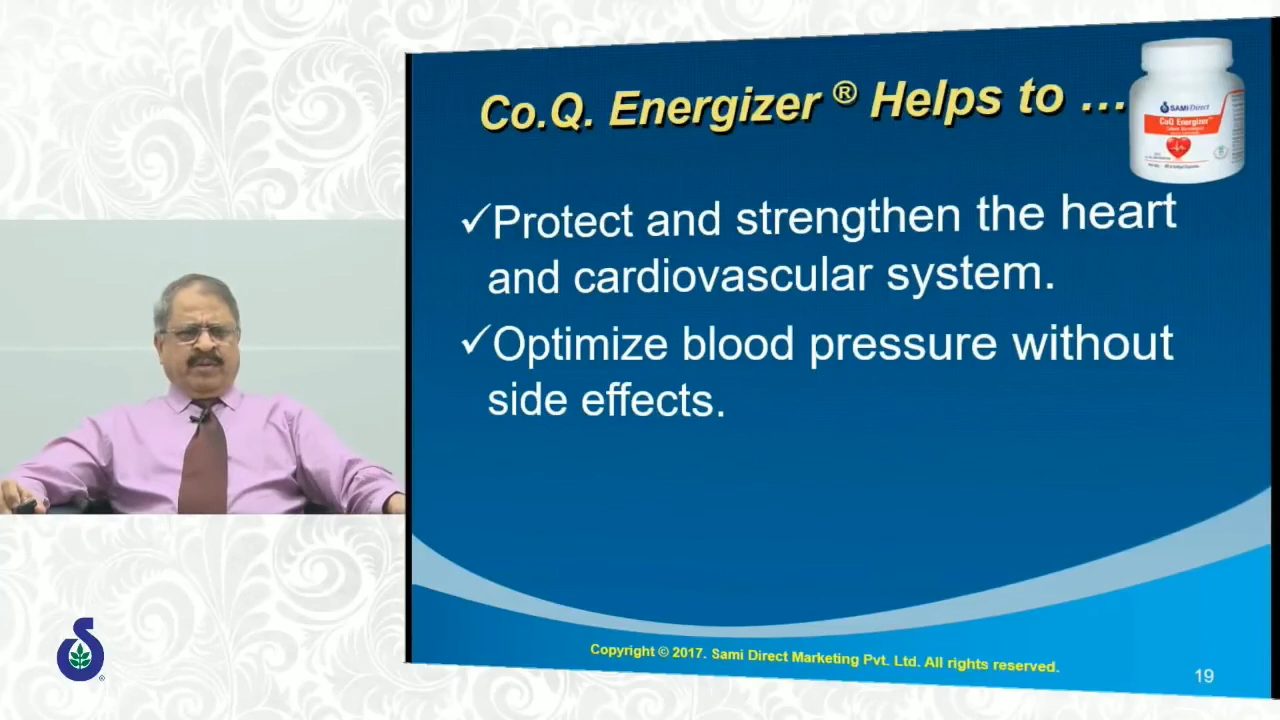 Co.Q. Energizer ® Helps to ...
SAMI Direct
CoQ Energizer
✓Protect and strengthen the heart
and cardiovascular system.
✓Optimize blood pressure without
side effects.
Copyright © 2017. Sami Direct Marketing Pvt. Ltd. All rights reserved.
19